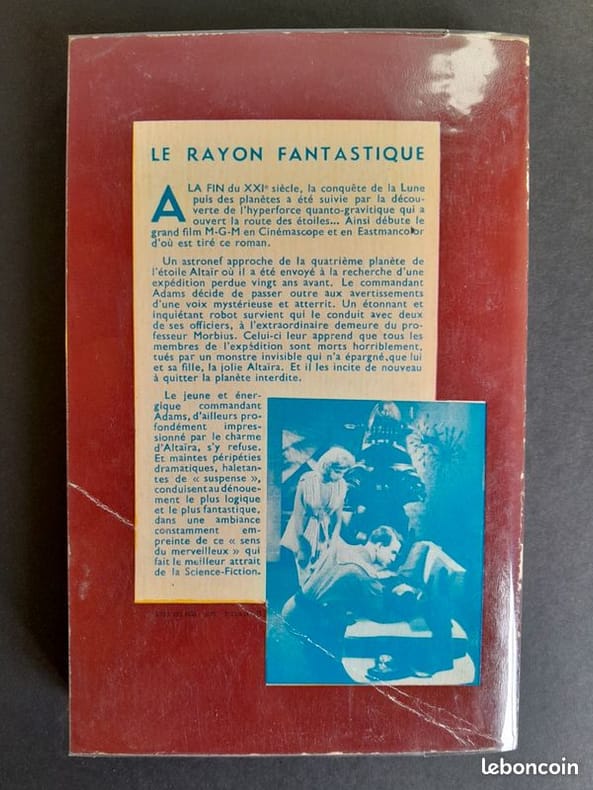 LE RAYON FANTASTIQUE
A LA FIN du XXIe siècle, la conquête de la Lune
puis des planètes a été suivie par la décou-
verte de l'hyperforce quanto-gravitique qui a
ouvert la route des étoiles... Ainsi débute le
grand film M-G-M en Cinémascope et en Eastmancolor
d'où est tiré ce roman.
Un astronef approche de la quatrième planète de
l'étoile Altaïr où il a été envoyé à la recherche d'une
expédition perdue vingt ans avant. Le commandant
Adams décide de passer outre aux avertissements
d'une voix mystérieuse et atterrit. Un étonnant et
inquiétant robot survient qui le conduit avec deux
de ses officiers, à l'extraordinaire demeure du pro-
fesseur Morbius. Celui-ci leur apprend que tous les
membres de l'expédition sont morts horriblement,
tués par un monstre invisible qui n'a épargné, que lui
et sa fille, la jolie Altaïra. Et il les incite de nouveau
à quitter la planète interdite.
Le jeune et éner-
gique commandant
Adams, d'ailleurs pro-
fondément impres-
sionné par le charme
d'Altaïra, s'y refuse.
Et maintes péripéties
dramatiques, haletan-
tes de « suspense »,
conduisent au dénoue-
ment le plus logique
et le plus fantastique,
dans une ambiance
constamment em-
preinte de ce « sens
du merveilleux » qui
fait le meilleur attrait
de la Science-Fiction.
leboncoin